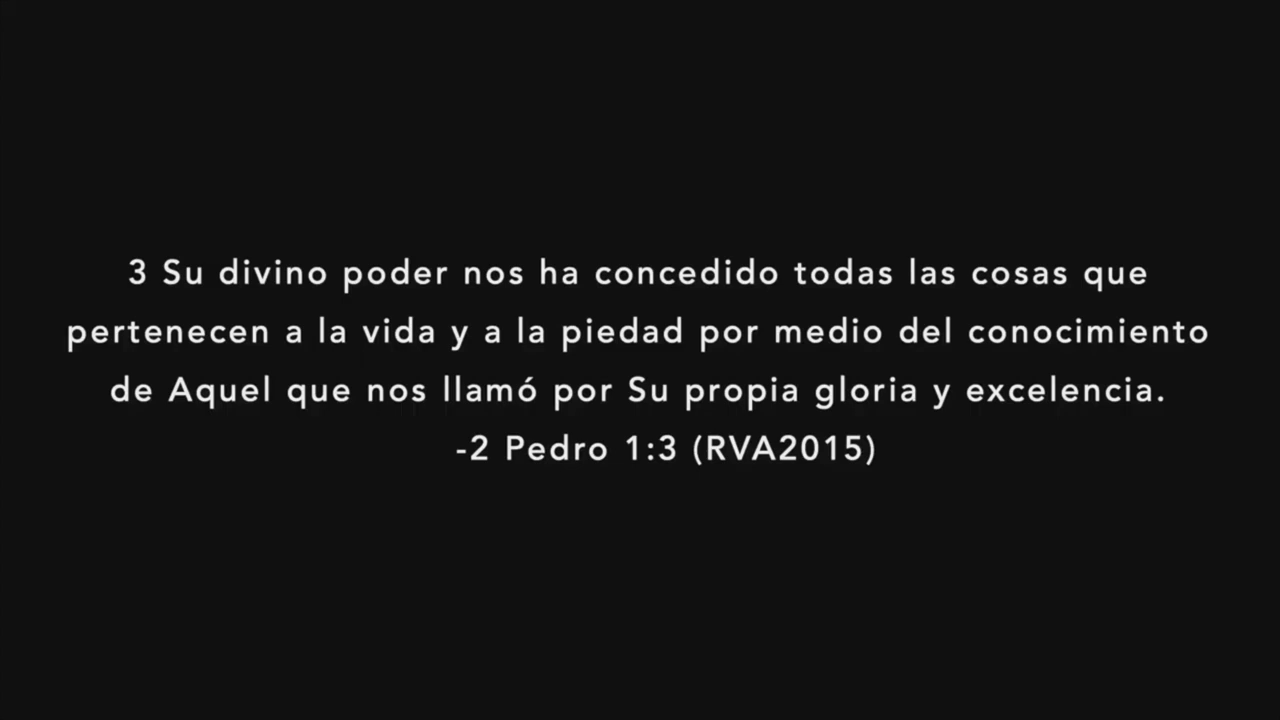 3 Su divino poder nos ha concedido todas las cosas que
pertenecen a la vida y a la piedad por medio del conocimiento
de Aquel que nos llamó por Su propia gloria y excelencia.
-2 Pedro 1:3 (RVA2015)